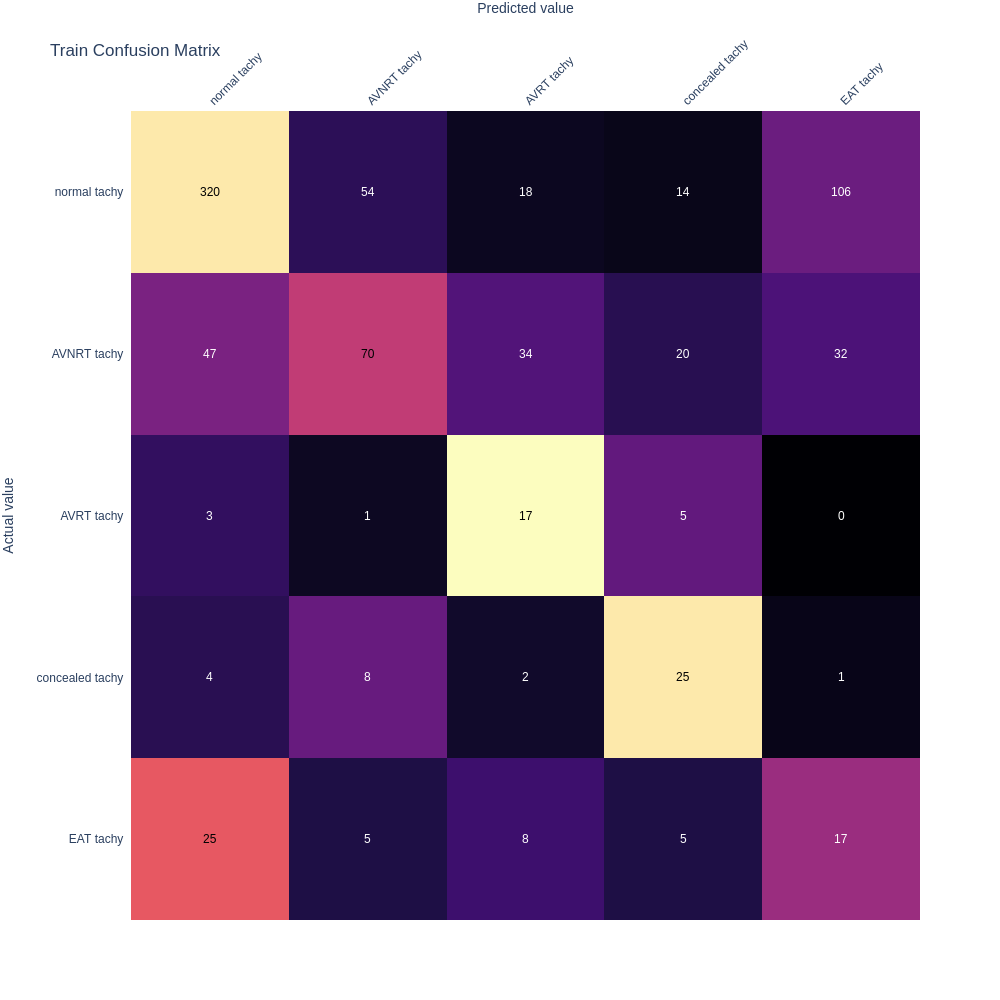 Predicted value
Train Confusion Matrix
normal tachy AVNRT tachy AVRT tachy concealed tachy EAT tachy
normal tachy 320 54 18 14 106
AVNRT tachy 47 70 34 20 32
Actual value
AVRT tachy 3 1 17 5 0
concealed tachy 4 8 2 25 1
EAT tachy 25 5 8 5 17